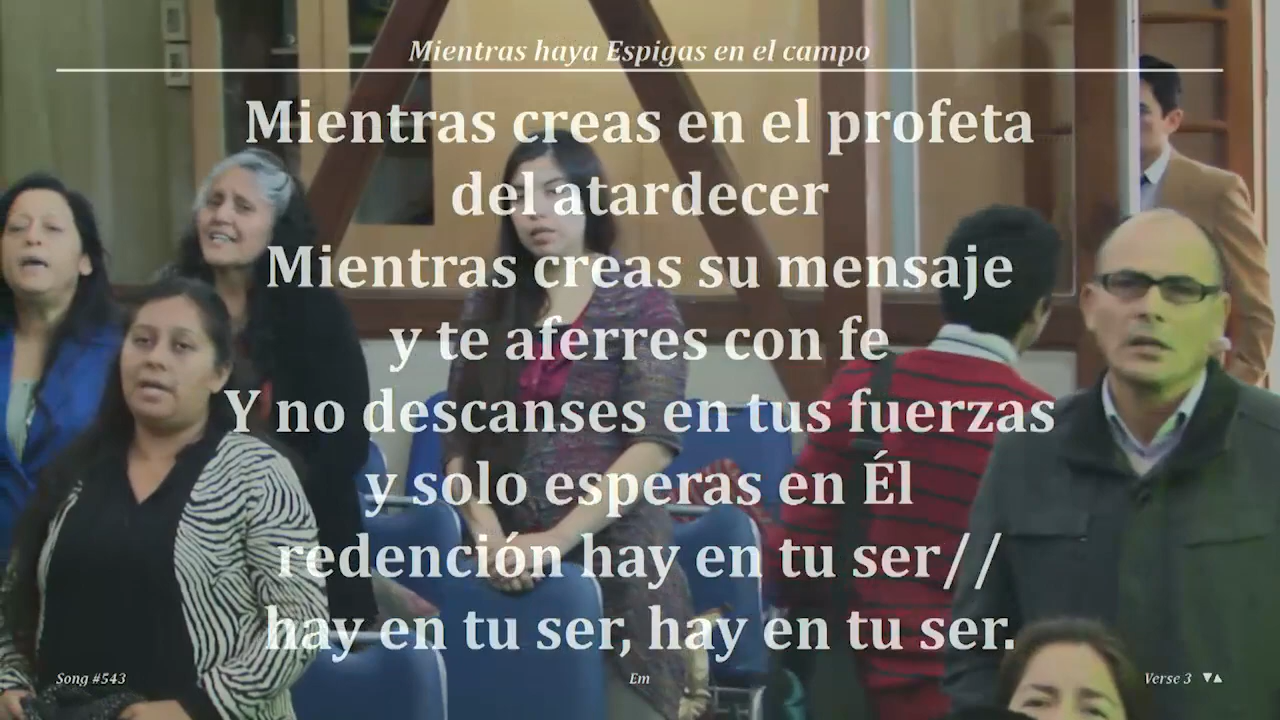 Mientras haya Espigas en el campo
Mientras creas en el profeta
del atardecer
Mientras creas su mensaje
y te aferres con fe
Y no descanses en tus fuerzas
y solo esperas en Él
redención hay en tu ser//
hay en tu ser, hay en tu ser.
Song #543 Em Verse 3 ▼▲